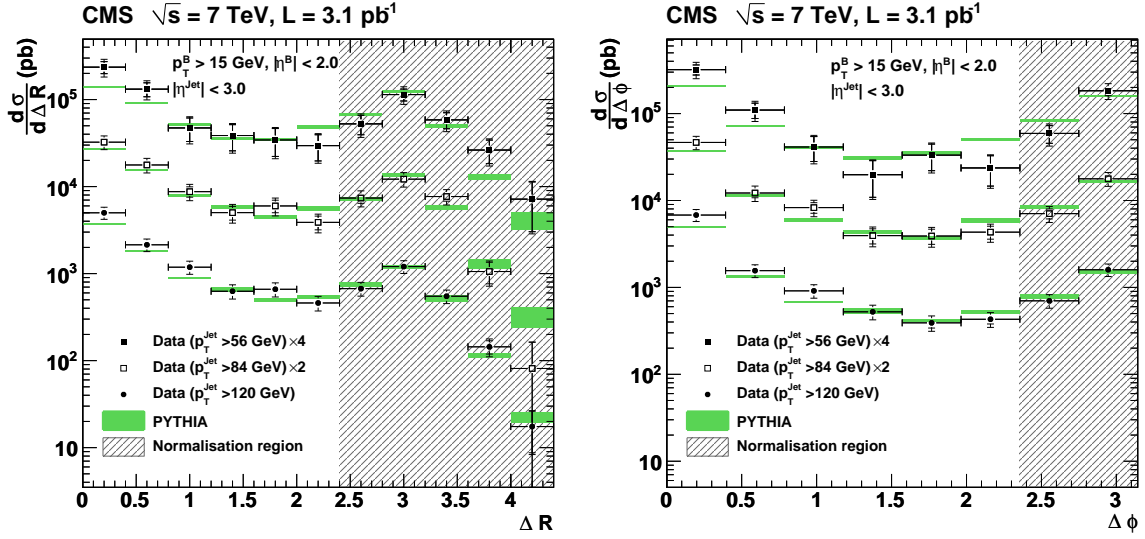 CMS √s = 7 TeV, L = 3.1 pb⁻¹
dσ/dΔR (pb)
p_T^B > 15 GeV, |η^B| < 2.0
|η^Jet| < 3.0
10⁵
10⁴
10³
10²
10
Data (p_T^Jet >56 GeV)×4
Data (p_T^Jet >84 GeV)×2
Data (p_T^Jet >120 GeV)
PYTHIA
Normalisation region
0 0.5 1 1.5 2 2.5 3 3.5 4
ΔR
CMS √s = 7 TeV, L = 3.1 pb⁻¹
dσ/dΔϕ (pb)
p_T^B > 15 GeV, |η^B| < 2.0
|η^Jet| < 3.0
10⁵
10⁴
10³
10²
10
Data (p_T^Jet >56 GeV)×4
Data (p_T^Jet >84 GeV)×2
Data (p_T^Jet >120 GeV)
PYTHIA
Normalisation region
0 0.5 1 1.5 2 2.5 3
Δϕ